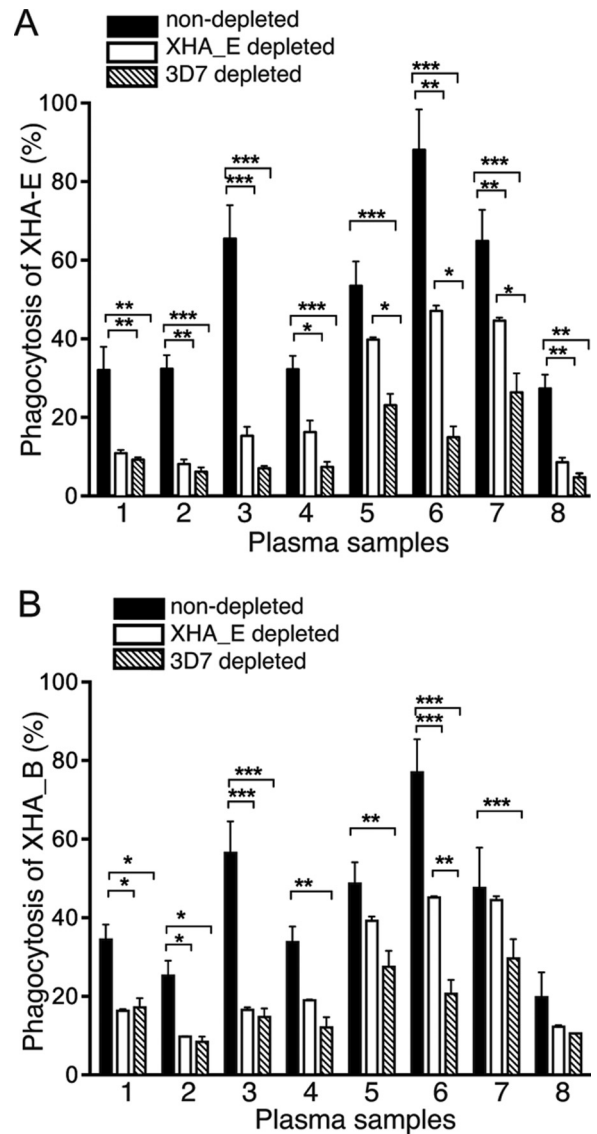 A
non-depleted
XHA_E depleted
3D7 depleted
Phagocytosis of XHA-E (%)
100
80
60
40
20
0
*** ** *** *** *** ** *** ** *** * *** * * *** ** * ** ** ** **
1 2 3 4 5 6 7 8
Plasma samples
B
non-depleted
XHA_E depleted
3D7 depleted
Phagocytosis of XHA_B (%)
100
80
60
40
20
0
*** *** *** *** ** ** ** *** * * * *
1 2 3 4 5 6 7 8
Plasma samples